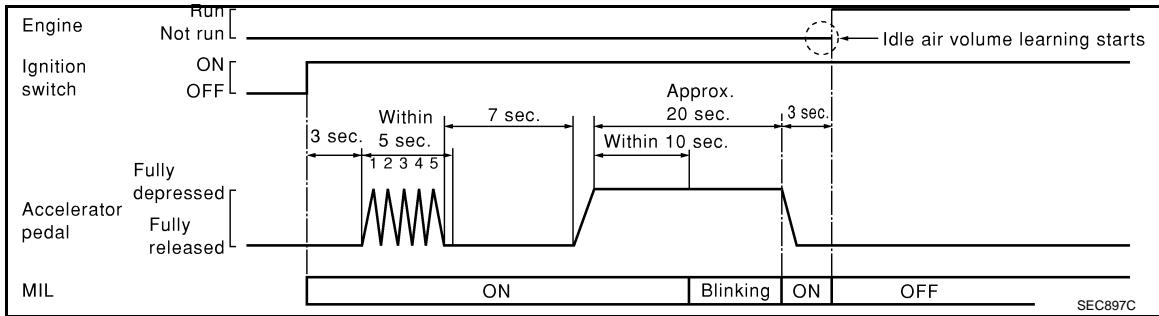 Engine
Run
Not run
Idle air volume learning starts
Ignition
switch
ON
OFF
3 sec.
Within
5 sec.
1 2 3 4 5
7 sec.
Approx.
20 sec.
Within 10 sec.
3 sec.
Accelerator
pedal
Fully
depressed
Fully
released
MIL
ON
Blinking
ON
OFF
SEC897C